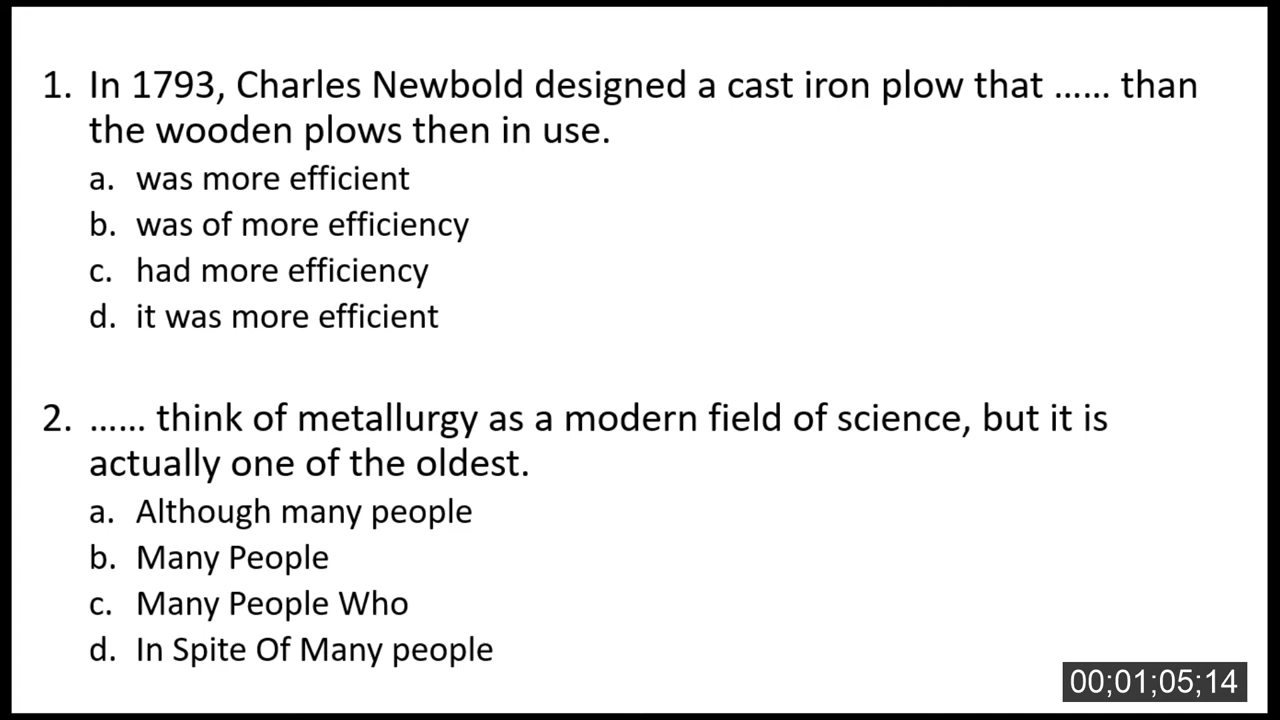 1. In 1793, Charles Newbold designed a cast iron plow that ...... than
the wooden plows then in use.
a. was more efficient
b. was of more efficiency
c. had more efficiency
d. it was more efficient
2. ...... think of metallurgy as a modern field of science, but it is
actually one of the oldest.
a. Although many people
b. Many People
c. Many People Who
d. In Spite Of Many people
00;01;05;14